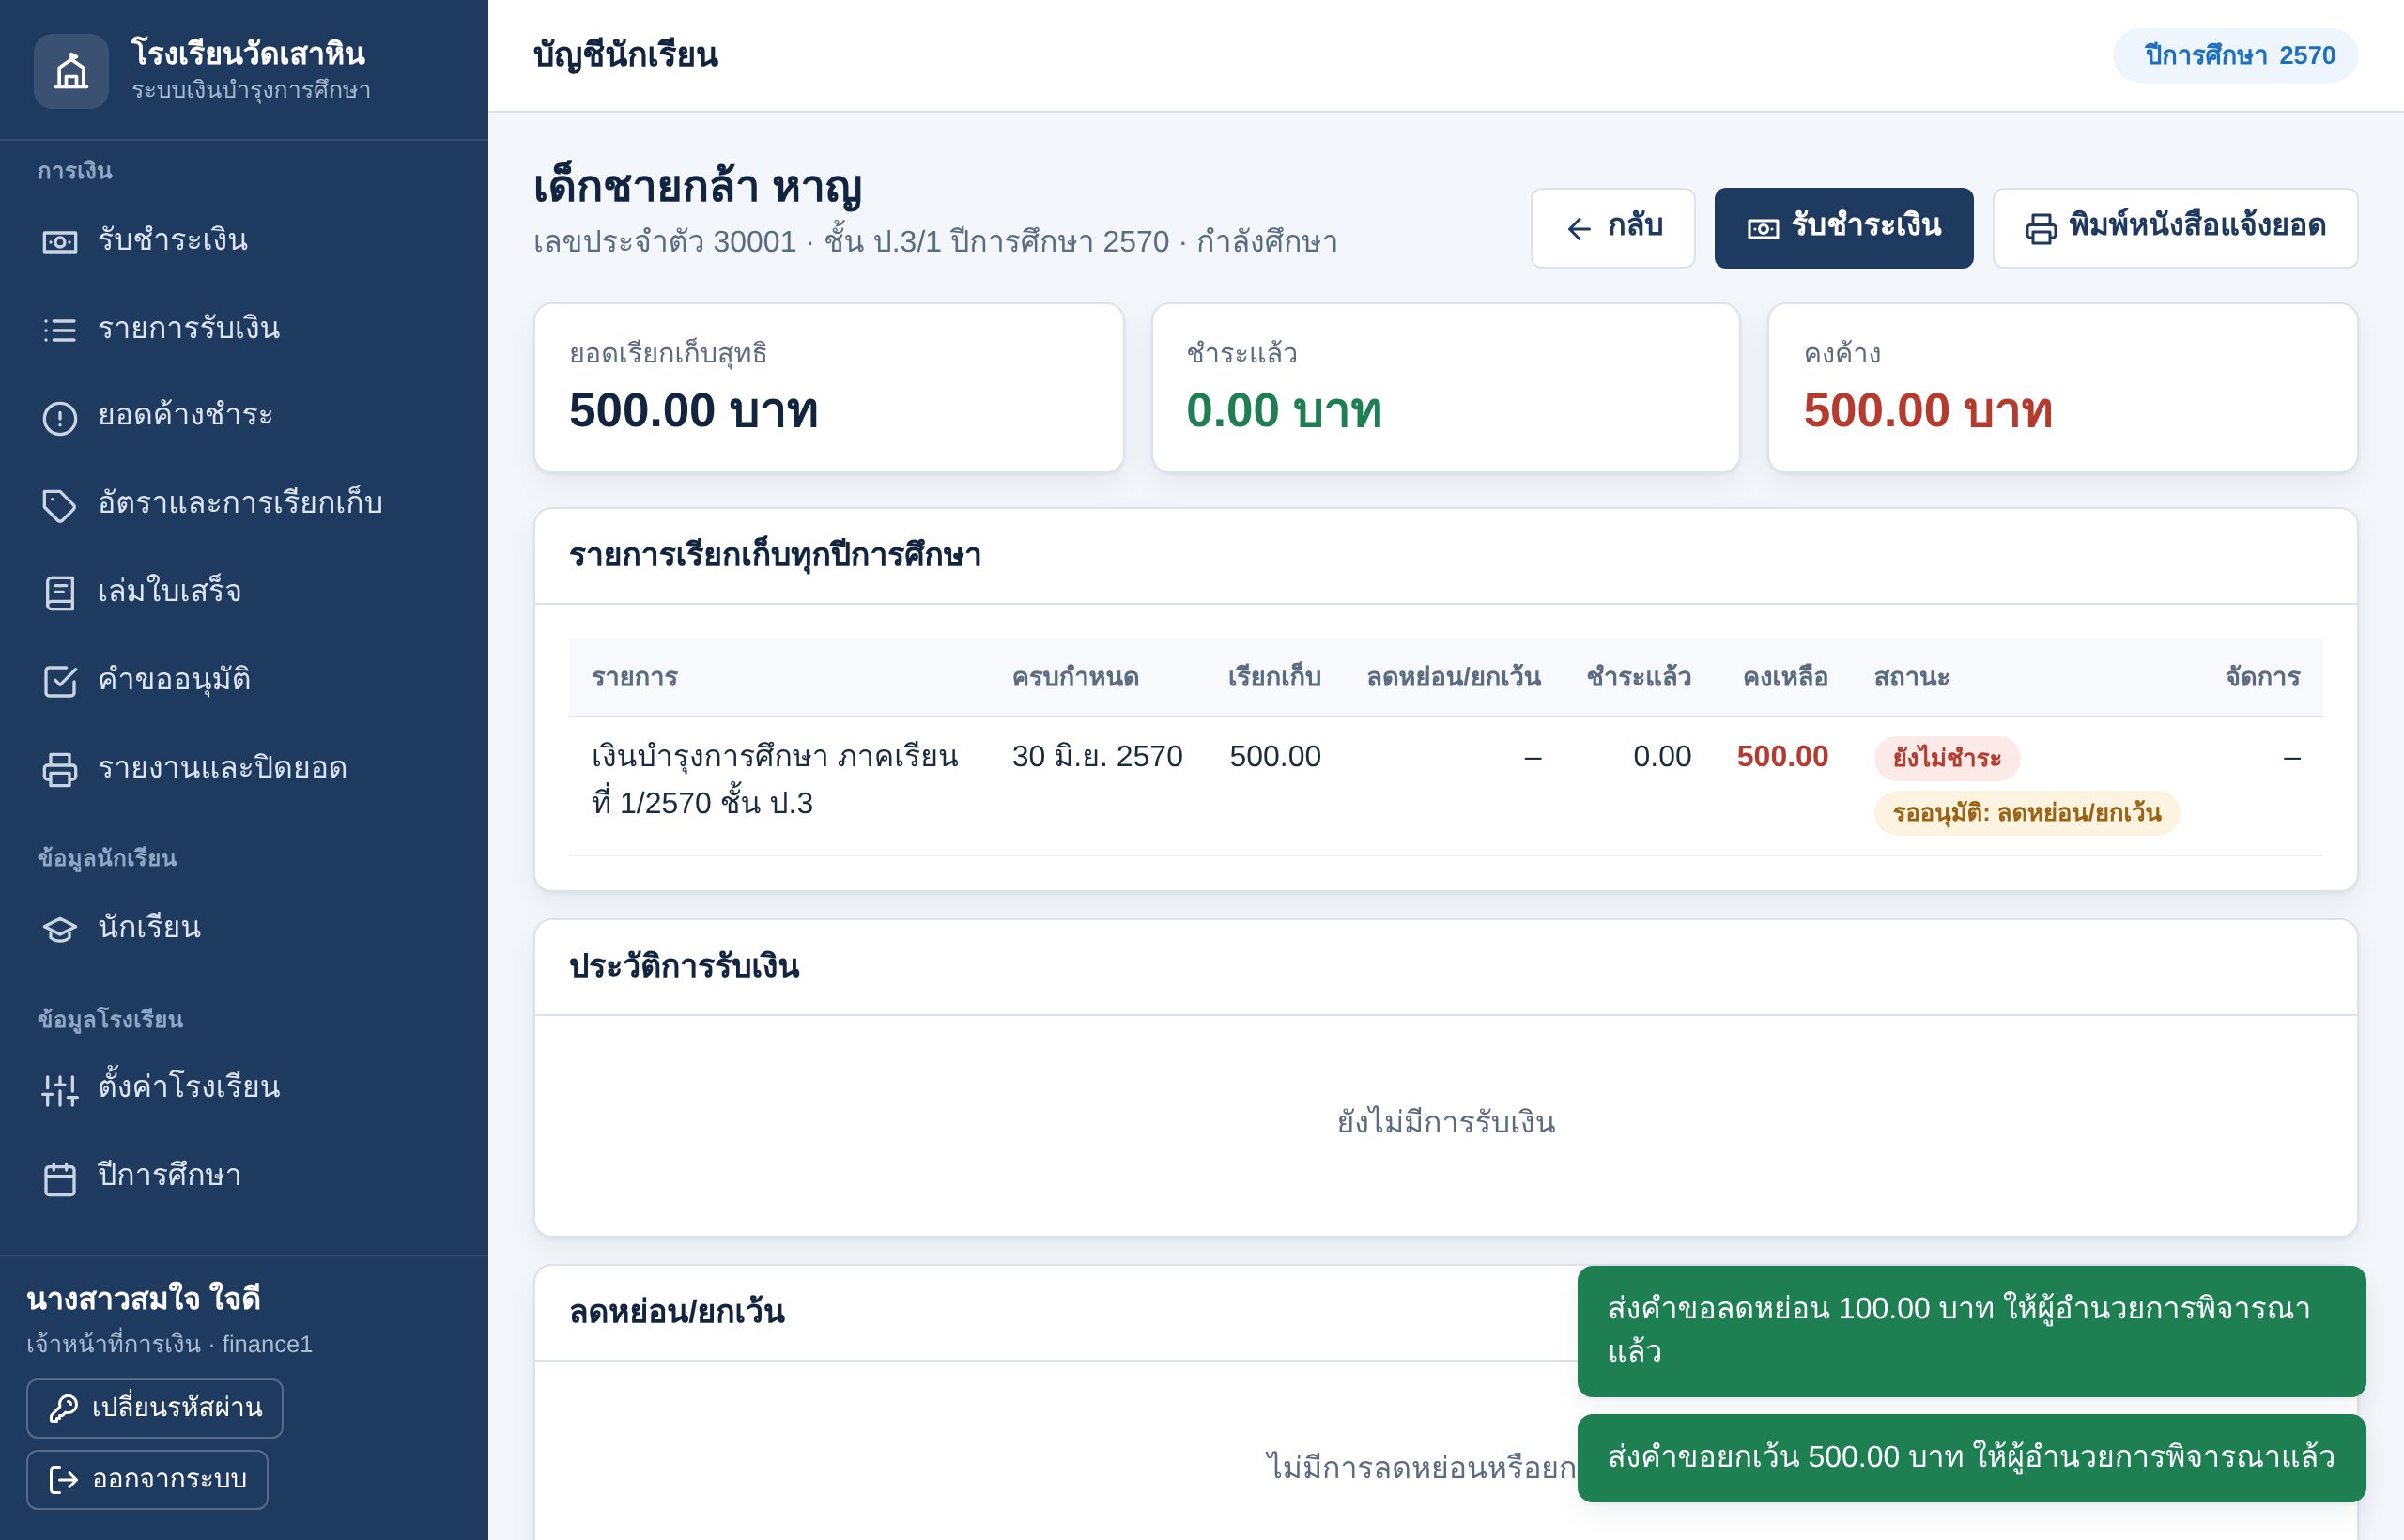 โรงเรียนวัดเสาหิน
ระบบเงินบำรุงการศึกษา
การเงิน
รับชำระเงิน
รายการรับเงิน
ยอดค้างชำระ
อัตราและการเรียกเก็บ
เล่มใบเสร็จ
คำขออนุมัติ
รายงานและปิดยอด
ข้อมูลนักเรียน
นักเรียน
ข้อมูลโรงเรียน
ตั้งค่าโรงเรียน
ปีการศึกษา
นางสาวสมใจ ใจดี
เจ้าหน้าที่การเงิน · finance1
เปลี่ยนรหัสผ่าน
ออกจากระบบ
บัญชีนักเรียน
ปีการศึกษา 2570
เด็กชายกล้า หาญ
เลขประจำตัว 30001 · ชั้น ป.3/1 ปีการศึกษา 2570 · กำลังศึกษา
กลับ
รับชำระเงิน
พิมพ์หนังสือแจ้งยอด
ยอดเรียกเก็บสุทธิ
500.00 บาท
ชำระแล้ว
0.00 บาท
คงค้าง
500.00 บาท
รายการเรียกเก็บทุกปีการศึกษา
รายการ ครบกำหนด เรียกเก็บ ลดหย่อน/ยกเว้น ชำระแล้ว คงเหลือ สถานะ จัดการ
เงินบำรุงการศึกษา ภาคเรียน 30 มิ.ย. 2570 500.00 – 0.00 500.00 ยังไม่ชำระ –
ที่ 1/2570 ชั้น ป.3 รออนุมัติ: ลดหย่อน/ยกเว้น
ประวัติการรับเงิน
ยังไม่มีการรับเงิน
ลดหย่อน/ยกเว้น
ไม่มีการลดหย่อนหรือยก
ส่งคำขอลดหย่อน 100.00 บาท ให้ผู้อำนวยการพิจารณา
แล้ว
ส่งคำขอยกเว้น 500.00 บาท ให้ผู้อำนวยการพิจารณาแล้ว